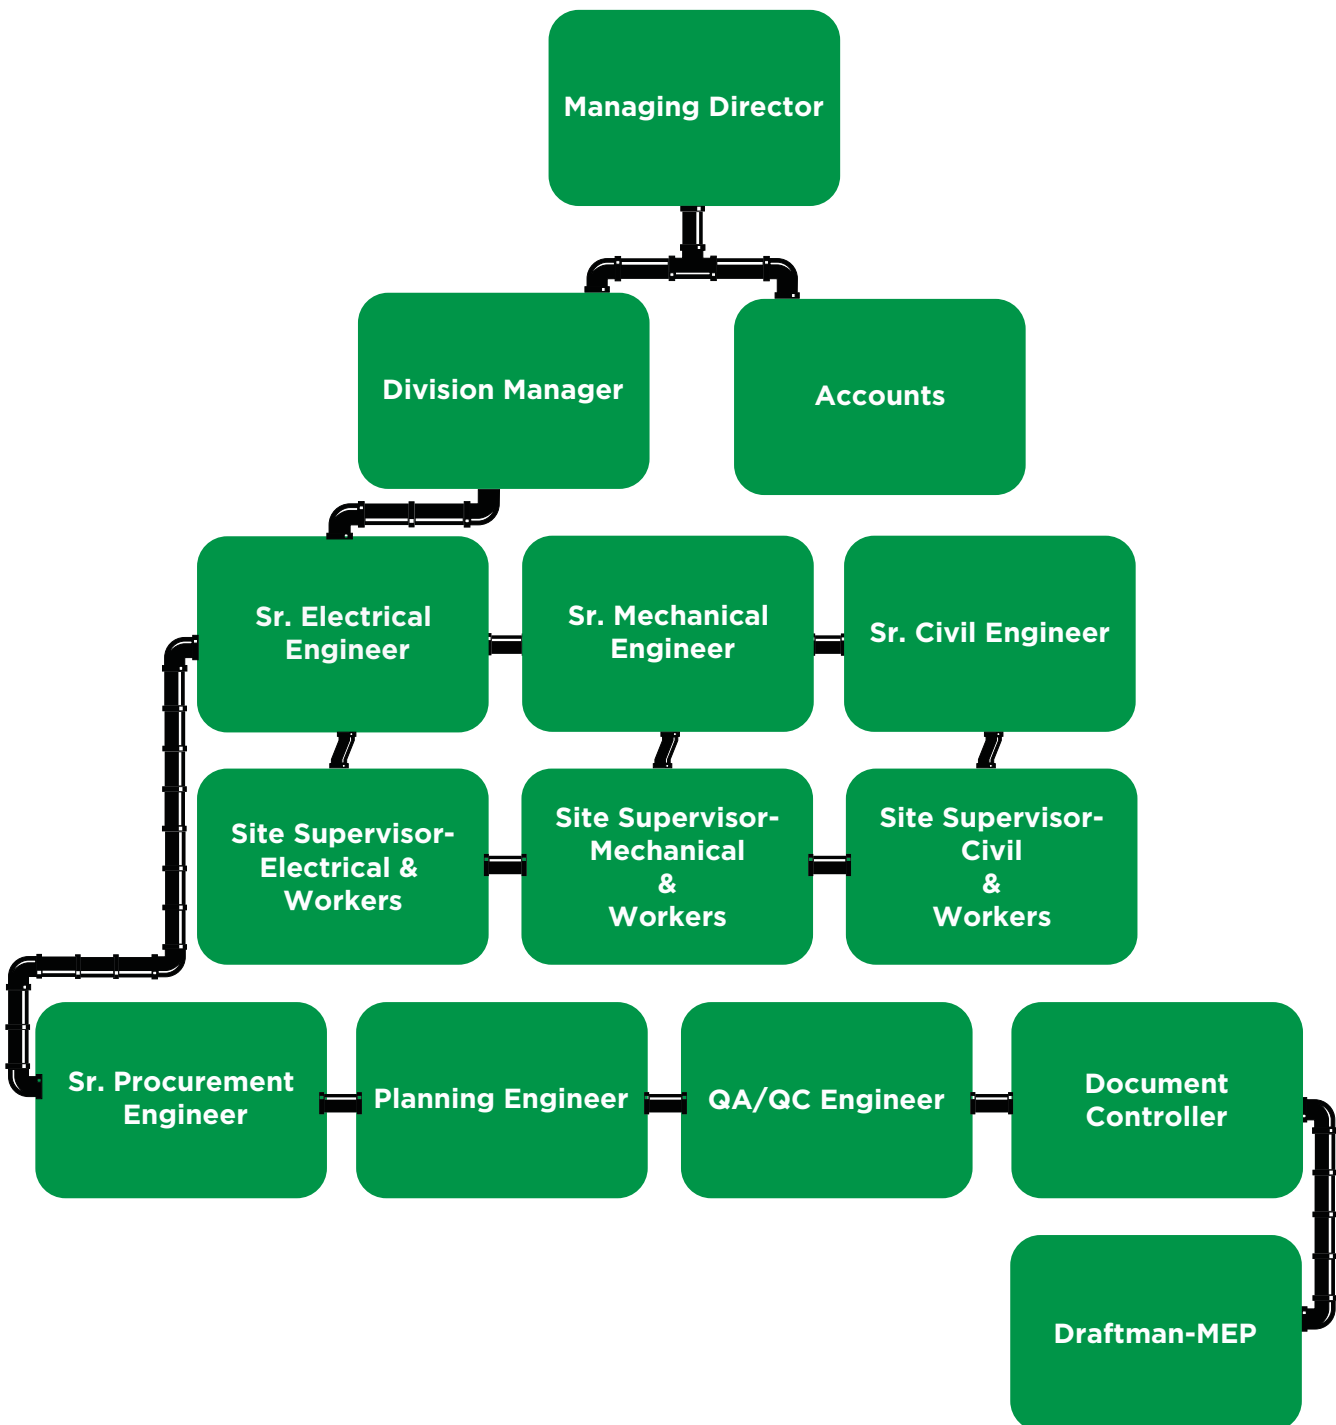 Managing Director
Division Manager
Accounts
Sr. Electrical
Engineer
Sr. Mechanical
Engineer
Sr. Civil Engineer
Site Supervisor-
Electrical &
Workers
Site Supervisor-
Mechanical
&
Workers
Site Supervisor-
Civil
&
Workers
Sr. Procurement
Engineer
Planning Engineer
QA/QC Engineer
Document
Controller
Draftman-MEP